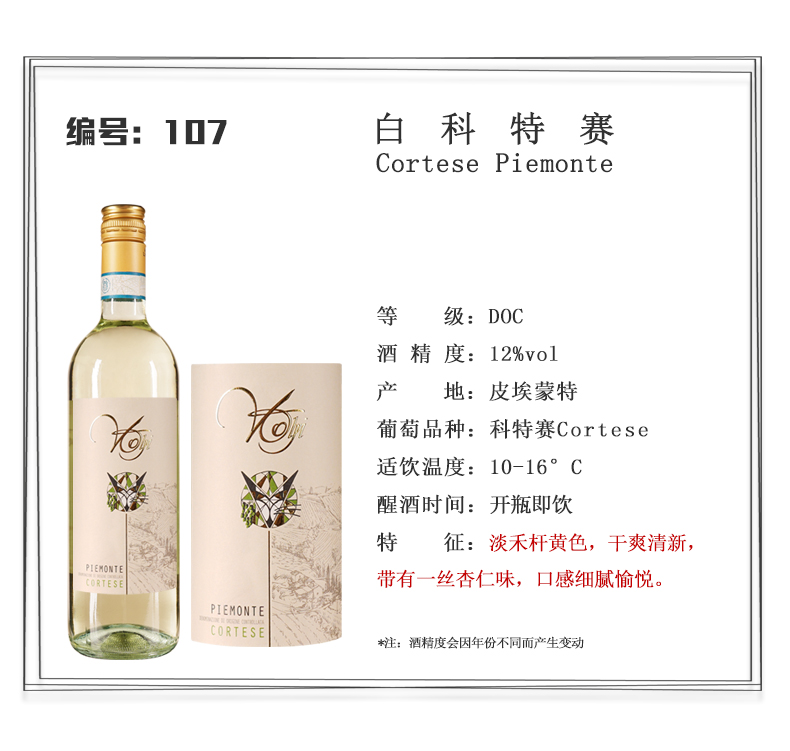 编号：107
白科特赛
Cortese Piemonte
等级：DOC
酒精度：12%vol
产地：皮埃蒙特
葡萄品种：科特赛Cortese
适饮温度：10-16°C
醒酒时间：开瓶即饮
特征：淡禾杆黄色，干爽清新，
带有一丝杏仁味，口感细腻愉悦。
*注：酒精度会因年份不同而产生变动
PIEMONTE
CORTESE
PIEMONTE
DENOMINAZIONE DI ORIGINE CONTROLLATA
CORTESE